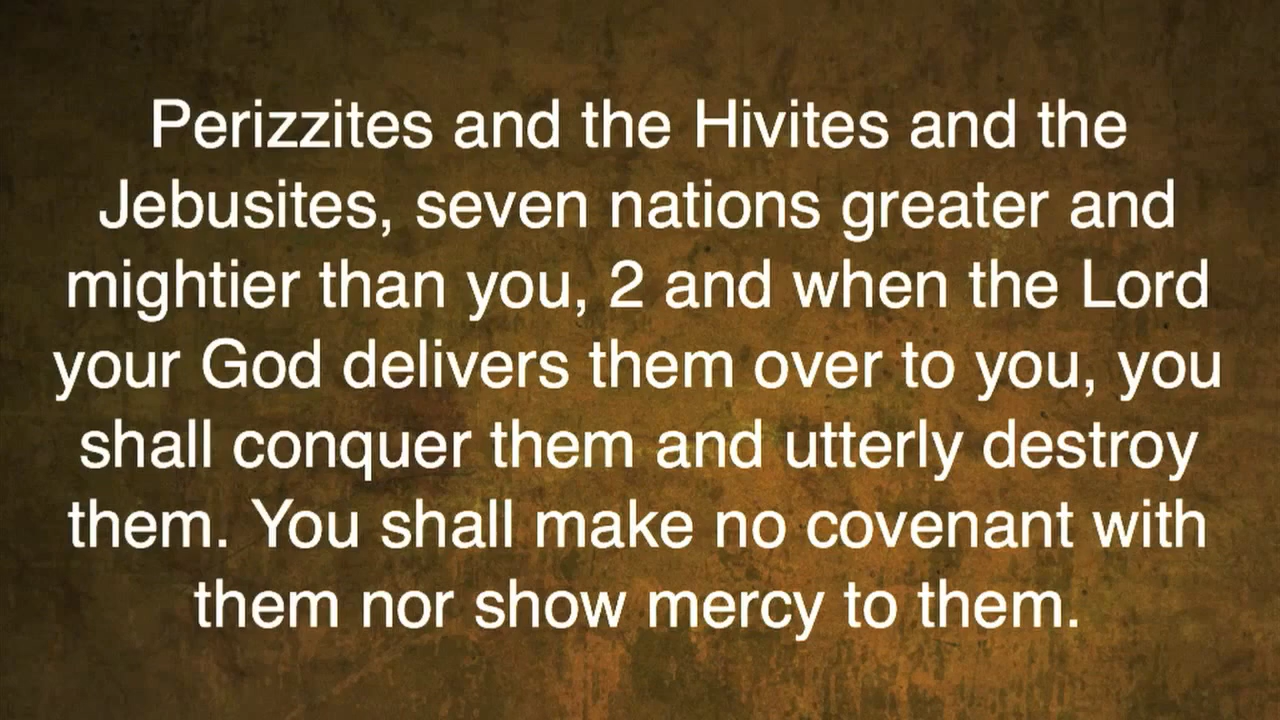 Perizzites and the Hivites and the
Jebusites, seven nations greater and
mightier than you, 2 and when the Lord
your God delivers them over to you, you
shall conquer them and utterly destroy
them. You shall make no covenant with
them nor show mercy to them.